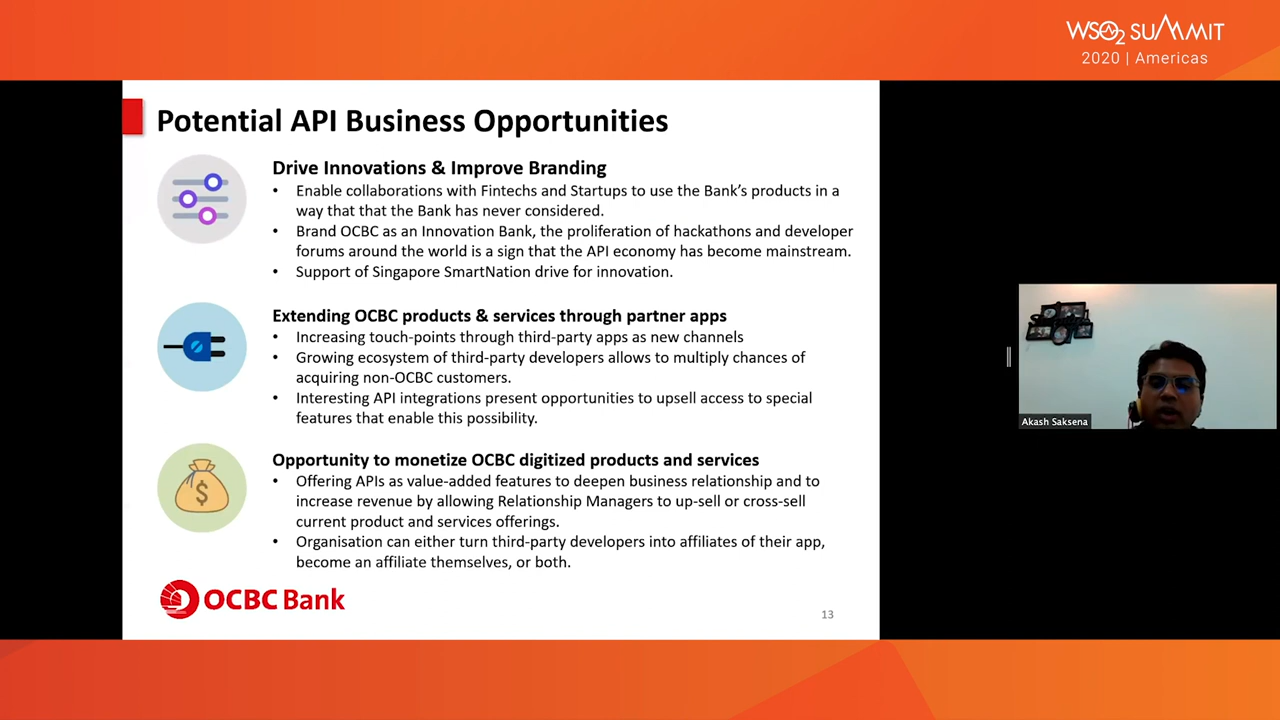 WSO2 SUMMIT
2020 | Americas
Potential API Business Opportunities
Drive Innovations & Improve Branding
• Enable collaborations with Fintechs and Startups to use the Bank's products in a
way that that the Bank has never considered.
• Brand OCBC as an Innovation Bank, the proliferation of hackathons and developer
forums around the world is a sign that the API economy has become mainstream.
• Support of Singapore SmartNation drive for innovation.
Extending OCBC products & services through partner apps
• Increasing touch-points through third-party apps as new channels
• Growing ecosystem of third-party developers allows to multiply chances of
acquiring non-OCBC customers.
• Interesting API integrations present opportunities to upsell access to special
features that enable this possibility.
Opportunity to monetize OCBC digitized products and services
• Offering APIs as value-added features to deepen business relationship and to
increase revenue by allowing Relationship Managers to up-sell or cross-sell
current product and services offerings.
• Organisation can either turn third-party developers into affiliates of their app,
become an affiliate themselves, or both.
$
OCBC Bank
13
Akash Saksena